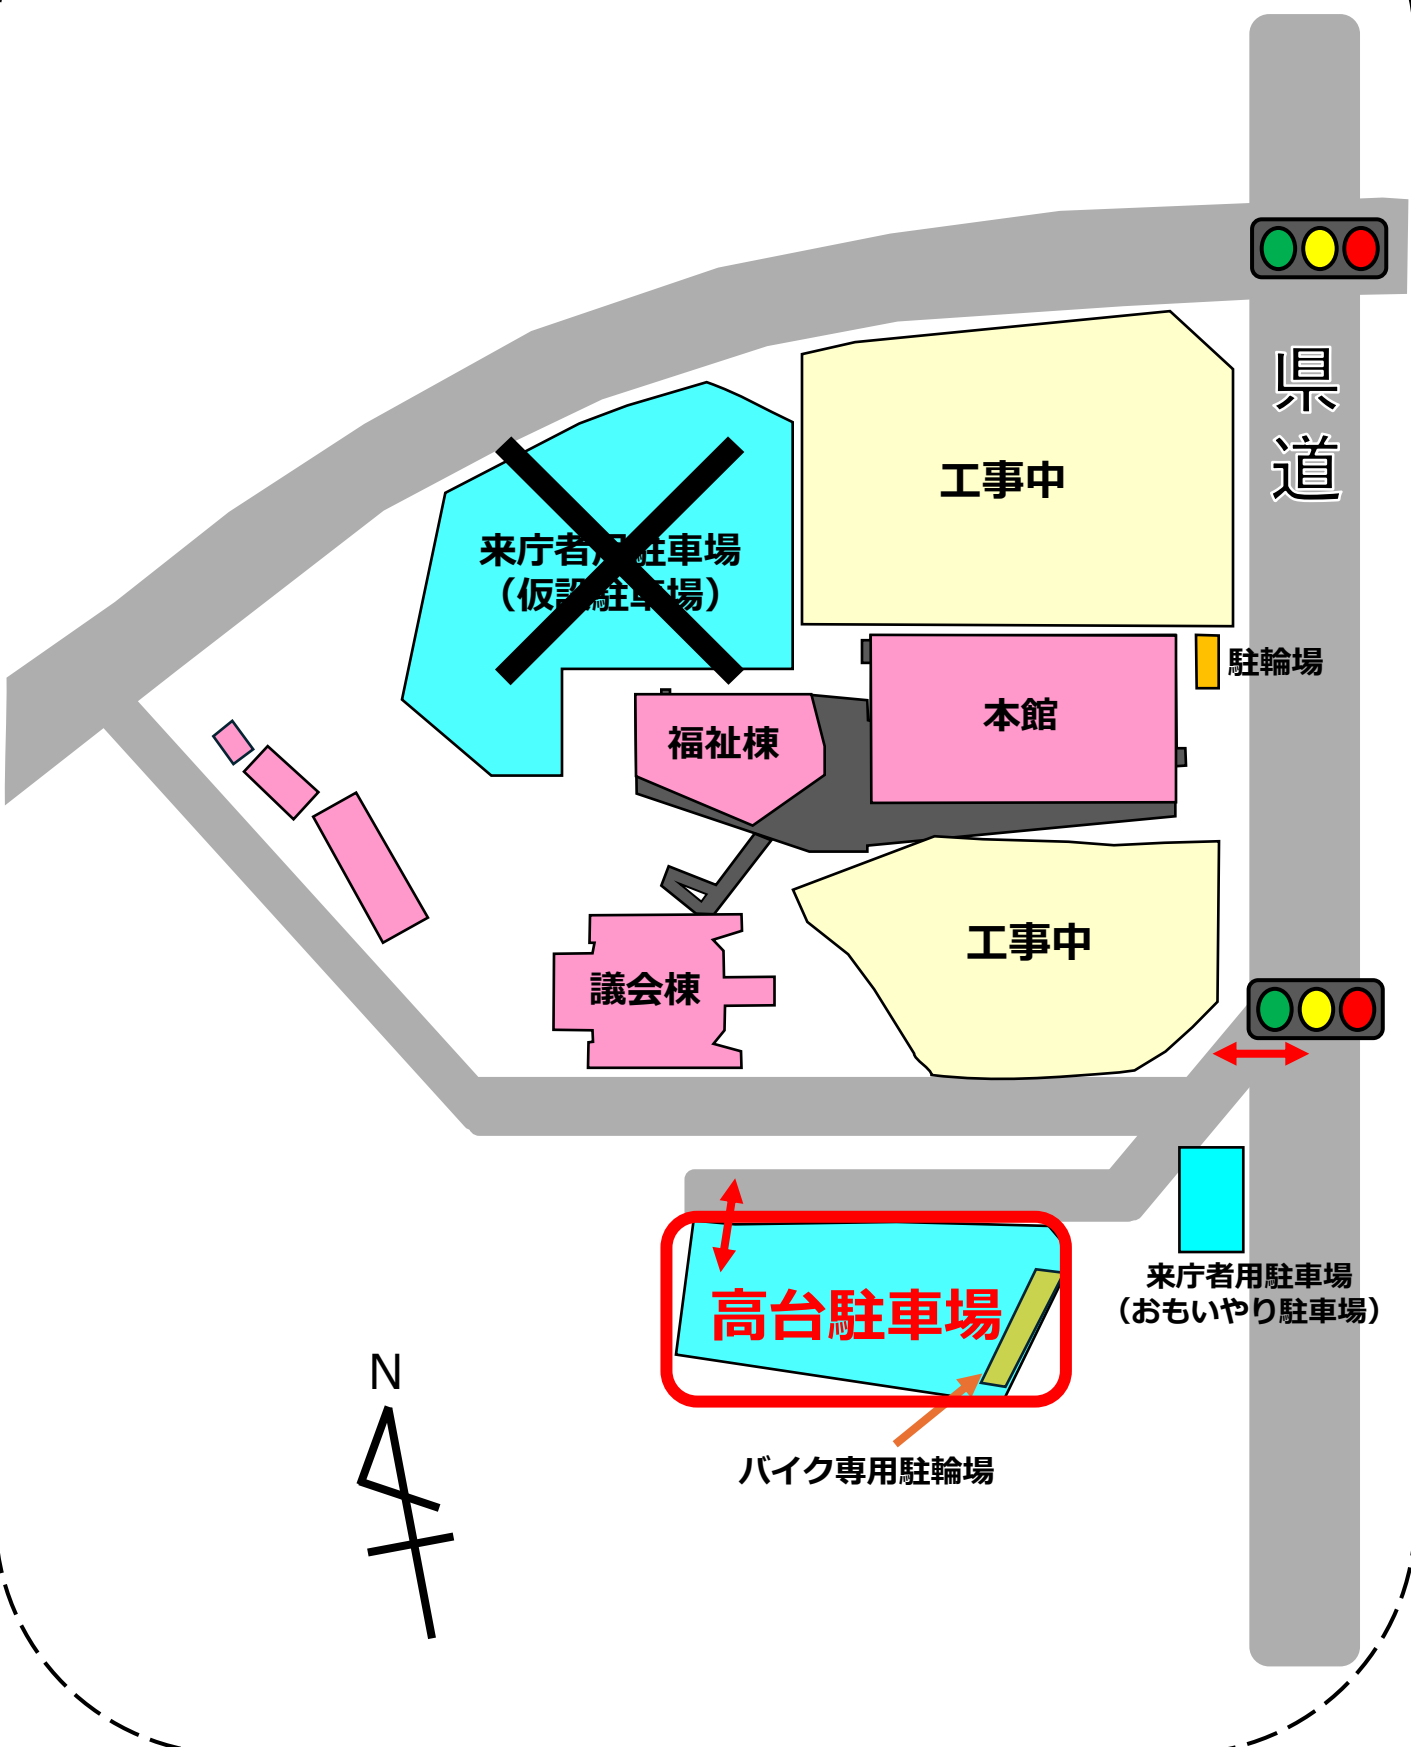 県
道
工事中
来庁者用駐車場
（仮設駐車場）
駐輪場
本館
福祉棟
工事中
議会棟
来庁者用駐車場
（おもいやり駐車場）
高台駐車場
N
バイク専用駐輪場